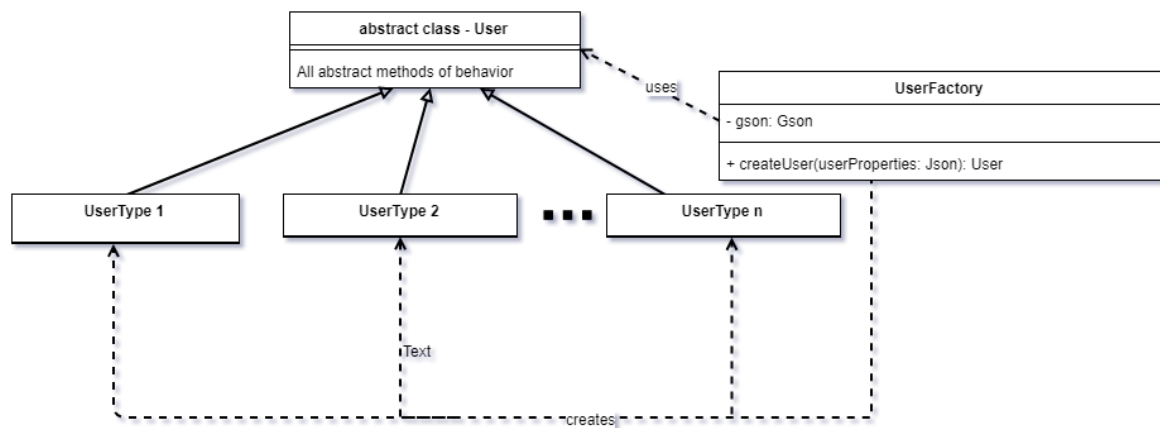 abstract class - User
All abstract methods of behavior
uses
UserFactory
- gson: Gson
+ createUser(userProperties: Json): User
UserType 1
UserType 2
UserType n
Text
creates